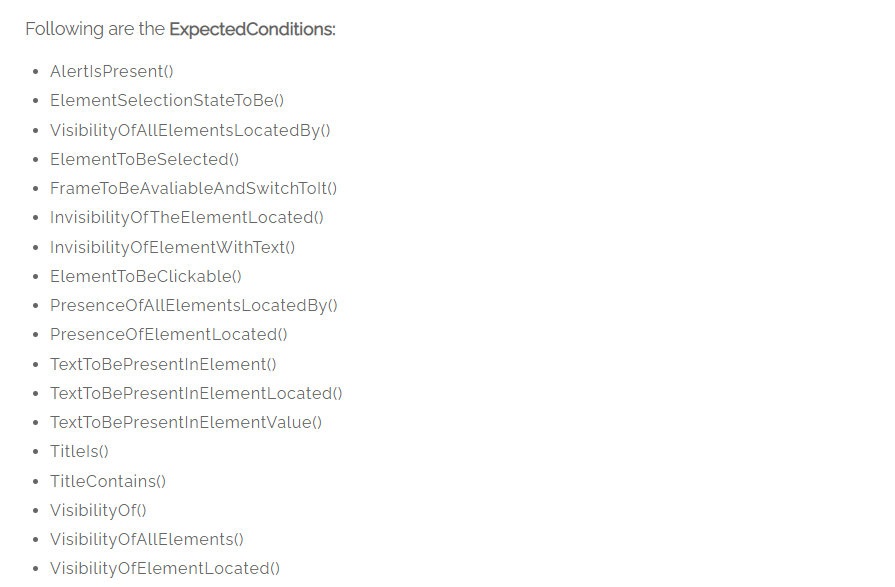 Following are the ExpectedConditions:
• AlertIsPresent()
• ElementSelectionStateToBe()
• VisibilityOfAllElementsLocatedBy()
• ElementToBeSelected()
• FrameToBeAvaliableAndSwitchToIt()
• InvisibilityOfTheElementLocated()
• InvisibilityOfElementWithText()
• ElementToBeClickable()
• PresenceOfAllElementsLocatedBy()
• PresenceOfElementLocated()
• TextToBePresentInElement()
• TextToBePresentInElementLocated()
• TextToBePresentInElementValue()
• TitleIs()
• TitleContains()
• VisibilityOf()
• VisibilityOfAllElements()
• VisibilityOfElementLocated()